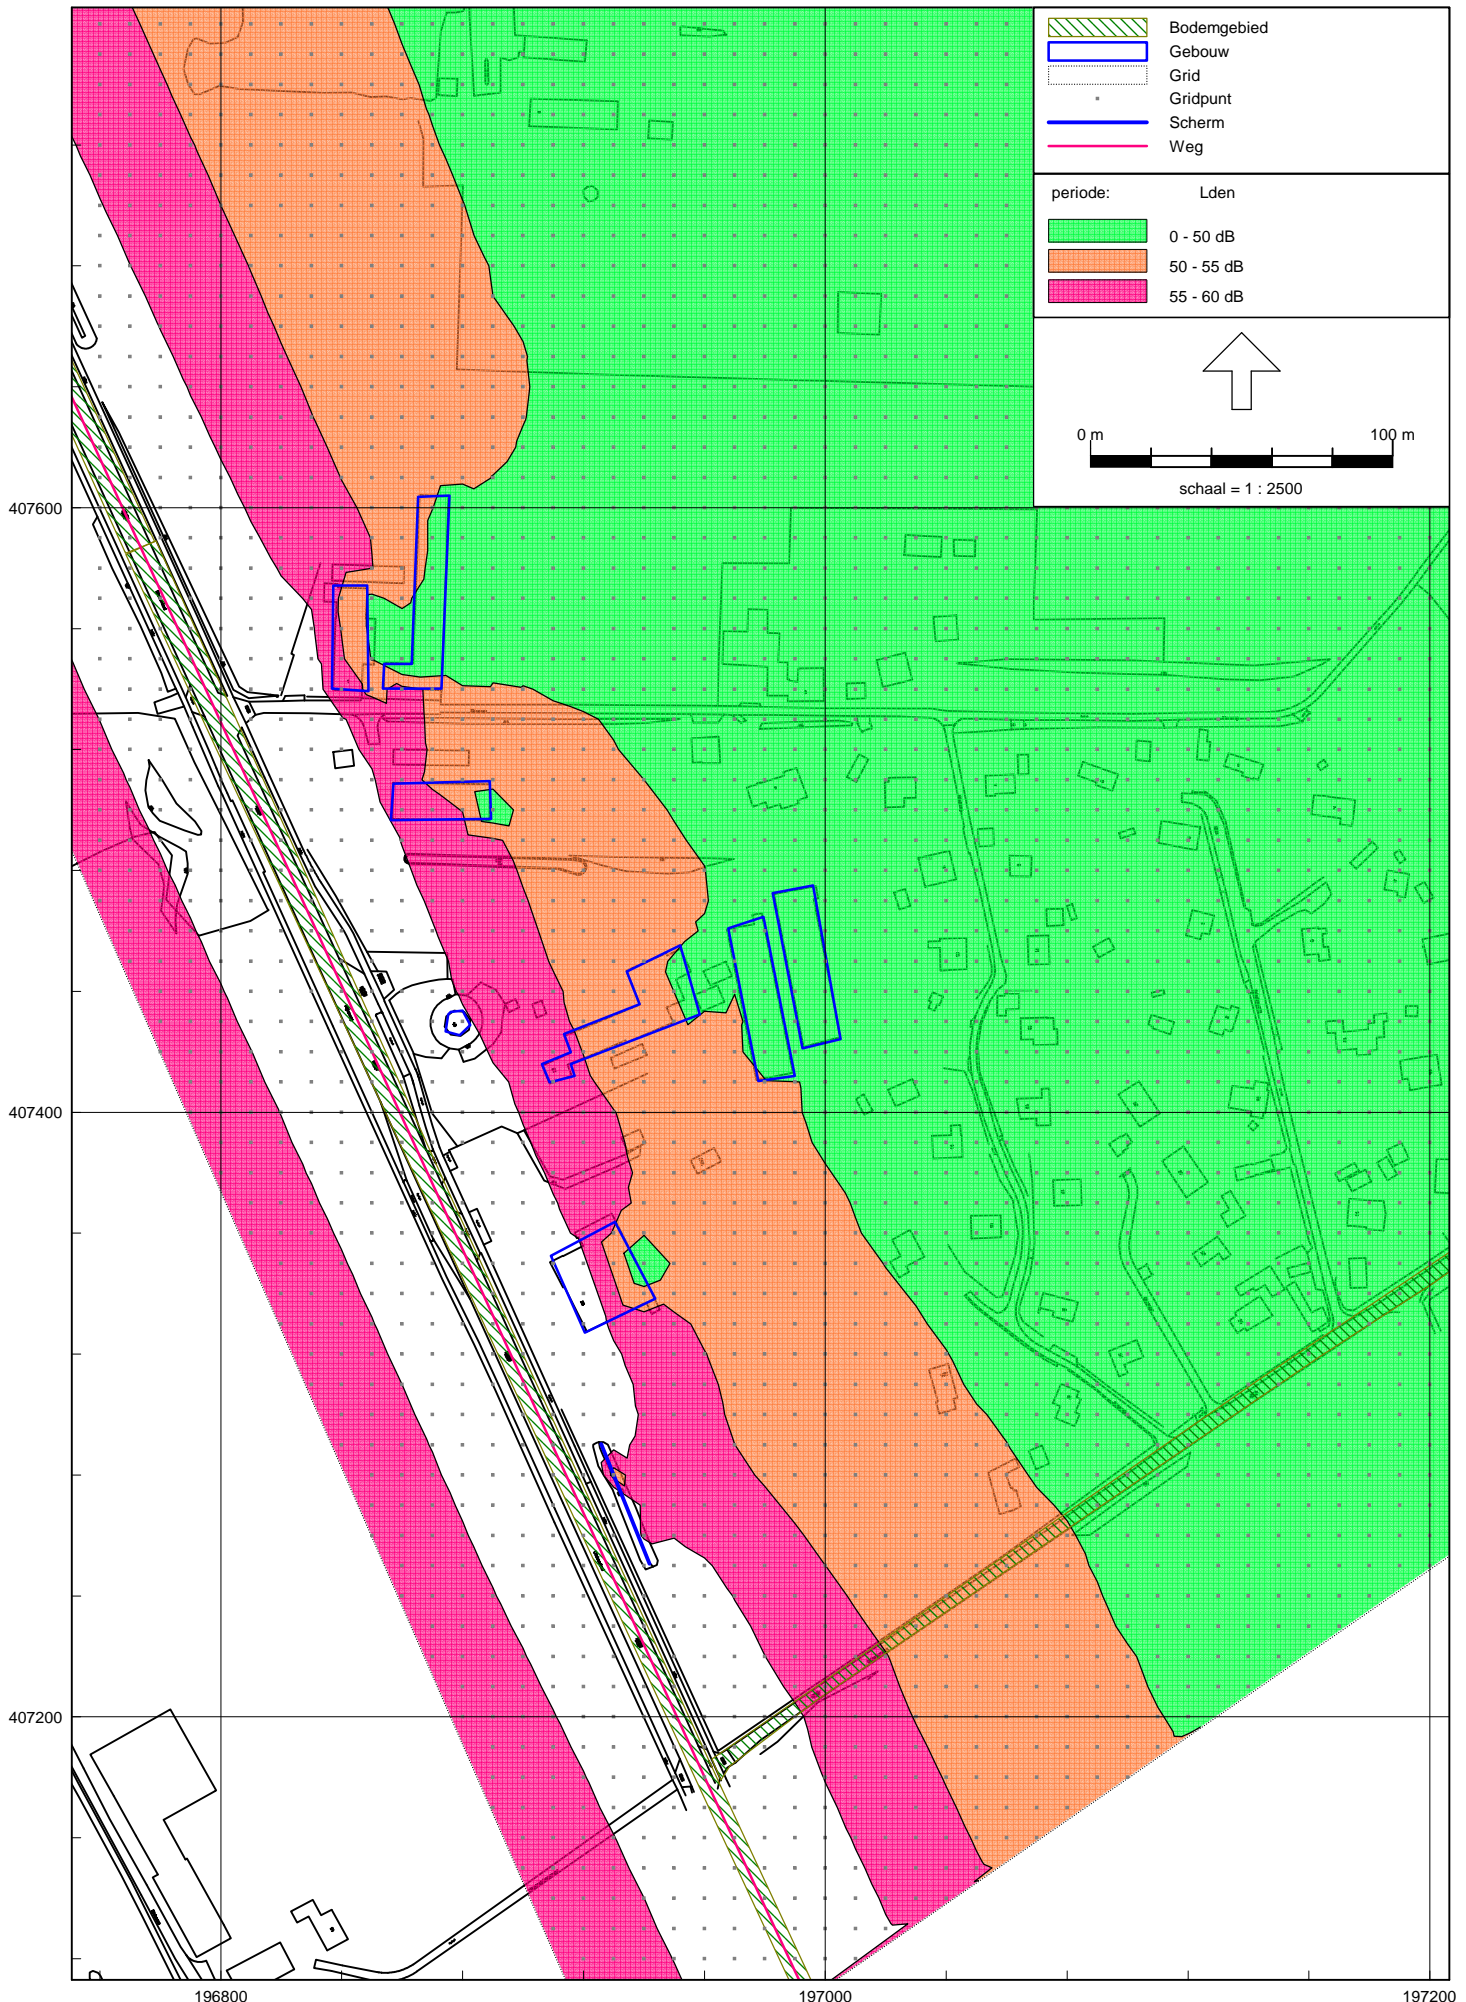 Bodemgebied
Gebouw
Grid
Gridpunt
Scherm
Weg
periode: Lden
0 - 50 dB
50 - 55 dB
55 - 60 dB
0 m 100 m
schaal = 1 : 2500
407600
407400
407200
196800 197000 197200